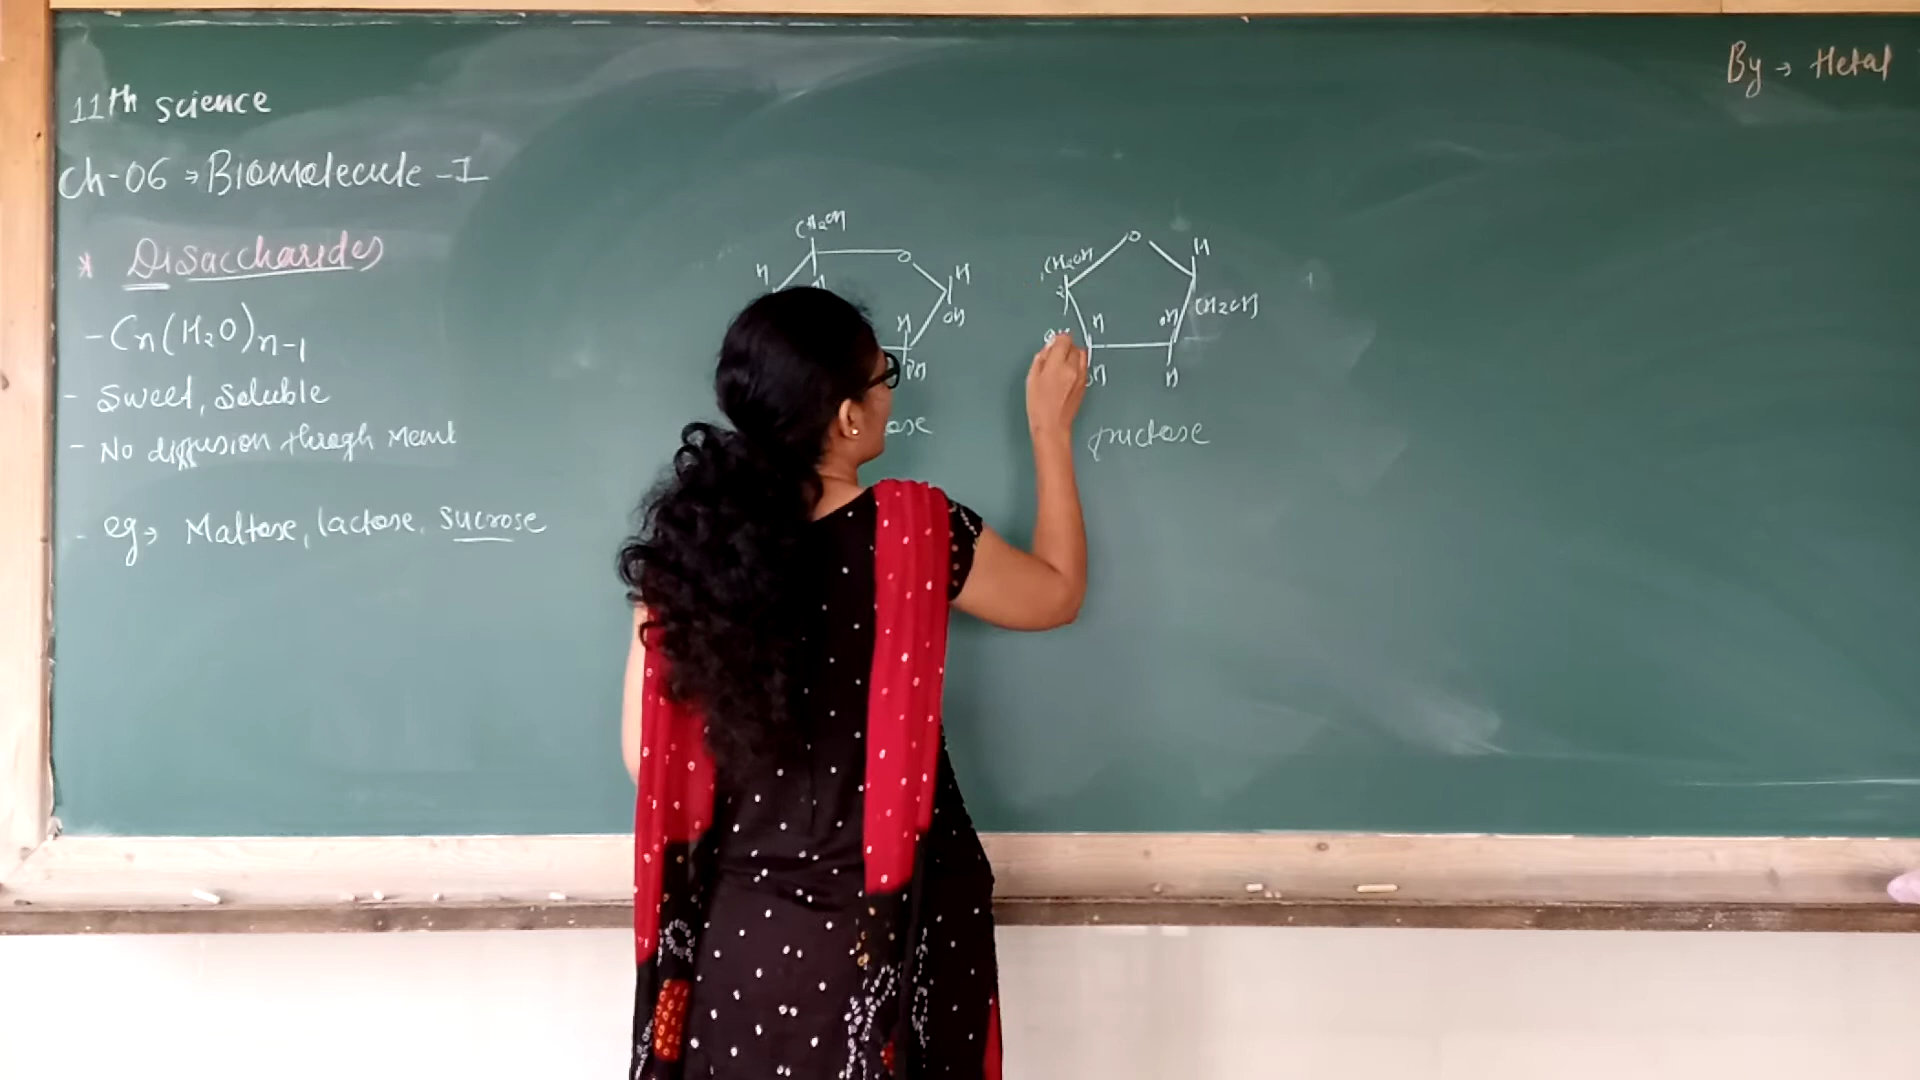 11th science
By → Hetal
Ch-06 → Biomolecule -I
* Disaccharides
- Cn(H2O)n-1
- Sweet, Soluble
- No diffusion through
- eg → Maltose, lactose, Sucrose
CH2OH
O
H
H
OH
H
OH
ose
CH2OH
O
H
CH2OH
H
OH
OH
H
fructose